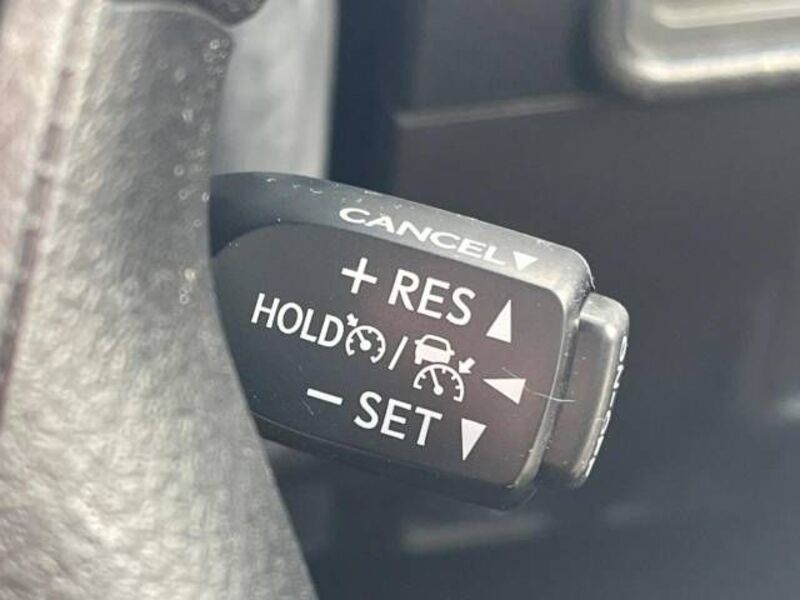 CANCEL▼
+ RES ▲
HOLD / ◀
− SET ▼